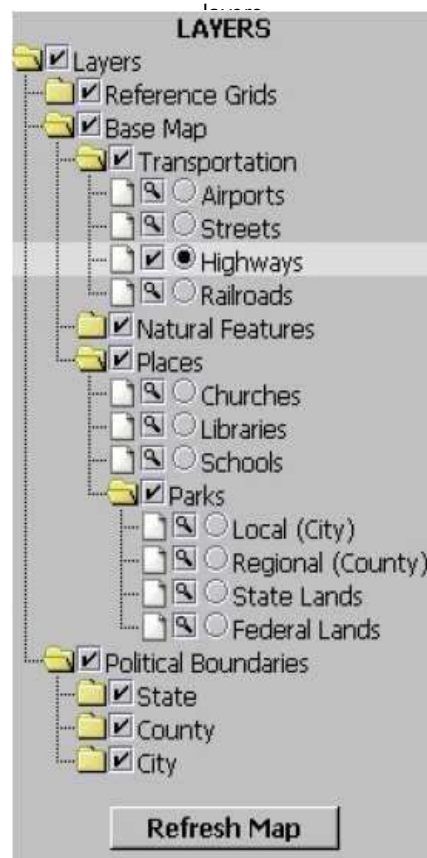 layers
LAYERS
Layers
Reference Grids
Base Map
Transportation
Airports
Streets
Highways
Railroads
Natural Features
Places
Churches
Libraries
Schools
Parks
Local (City)
Regional (County)
State Lands
Federal Lands
Political Boundaries
State
County
City
Refresh Map